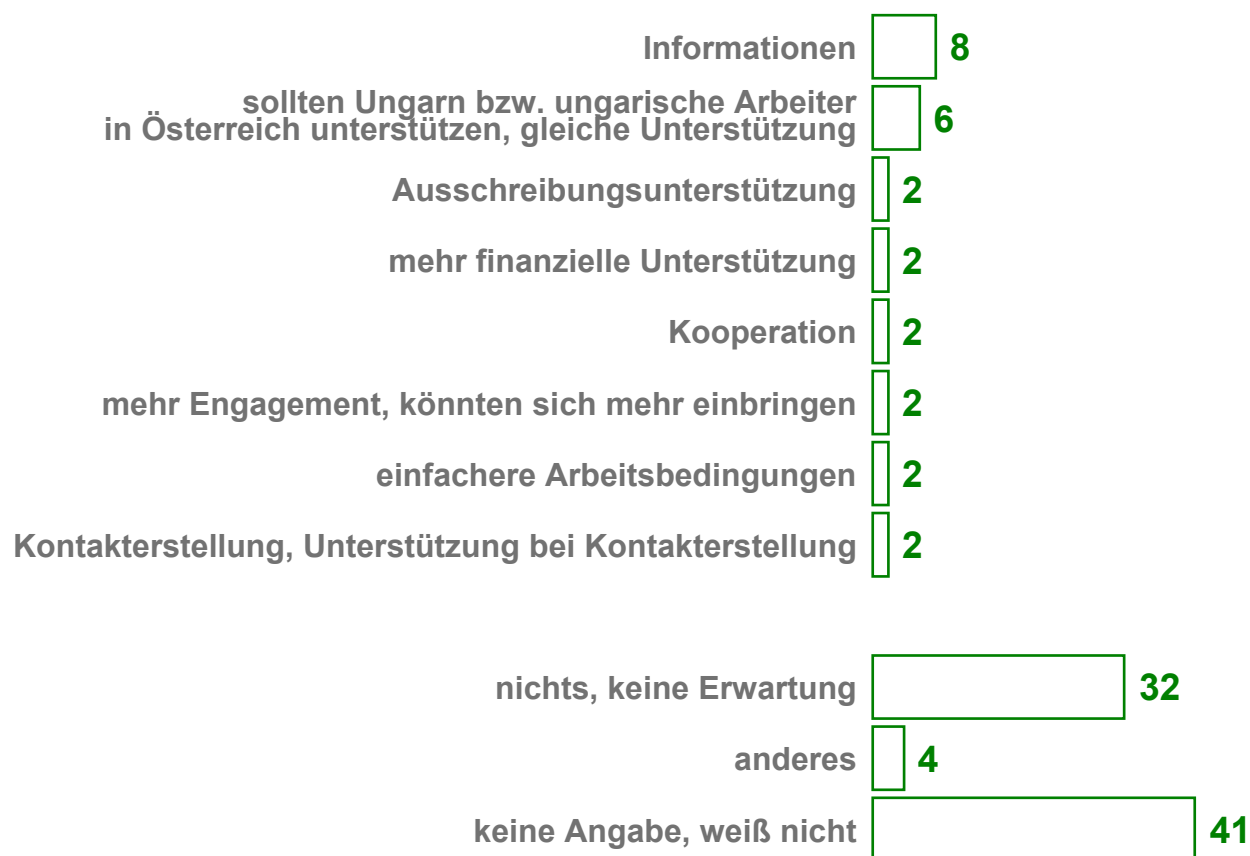 Informationen 8
sollten Ungarn bzw. ungarische Arbeiter
in Österreich unterstützen, gleiche Unterstützung 6
Ausschreibungsunterstützung 2
mehr finanzielle Unterstützung 2
Kooperation 2
mehr Engagement, könnten sich mehr einbringen 2
einfachere Arbeitsbedingungen 2
Kontakterstellung, Unterstützung bei Kontakterstellung 2
nichts, keine Erwartung 32
anderes 4
keine Angabe, weiß nicht 41